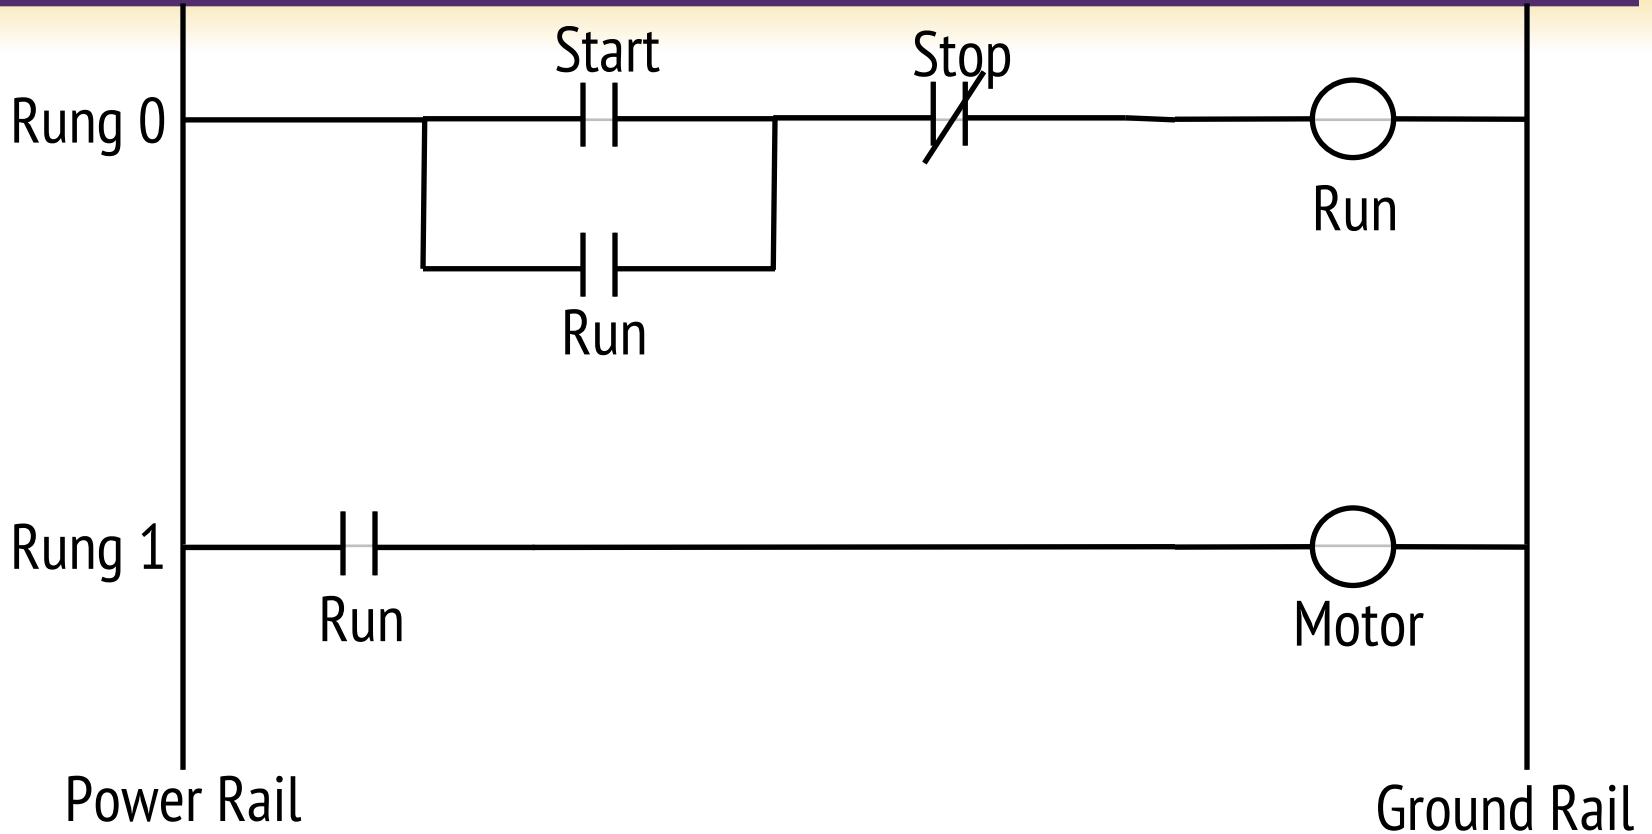 Start
Stop
Rung 0
Run
Run
Rung 1
Run
Motor
Power Rail
Ground Rail